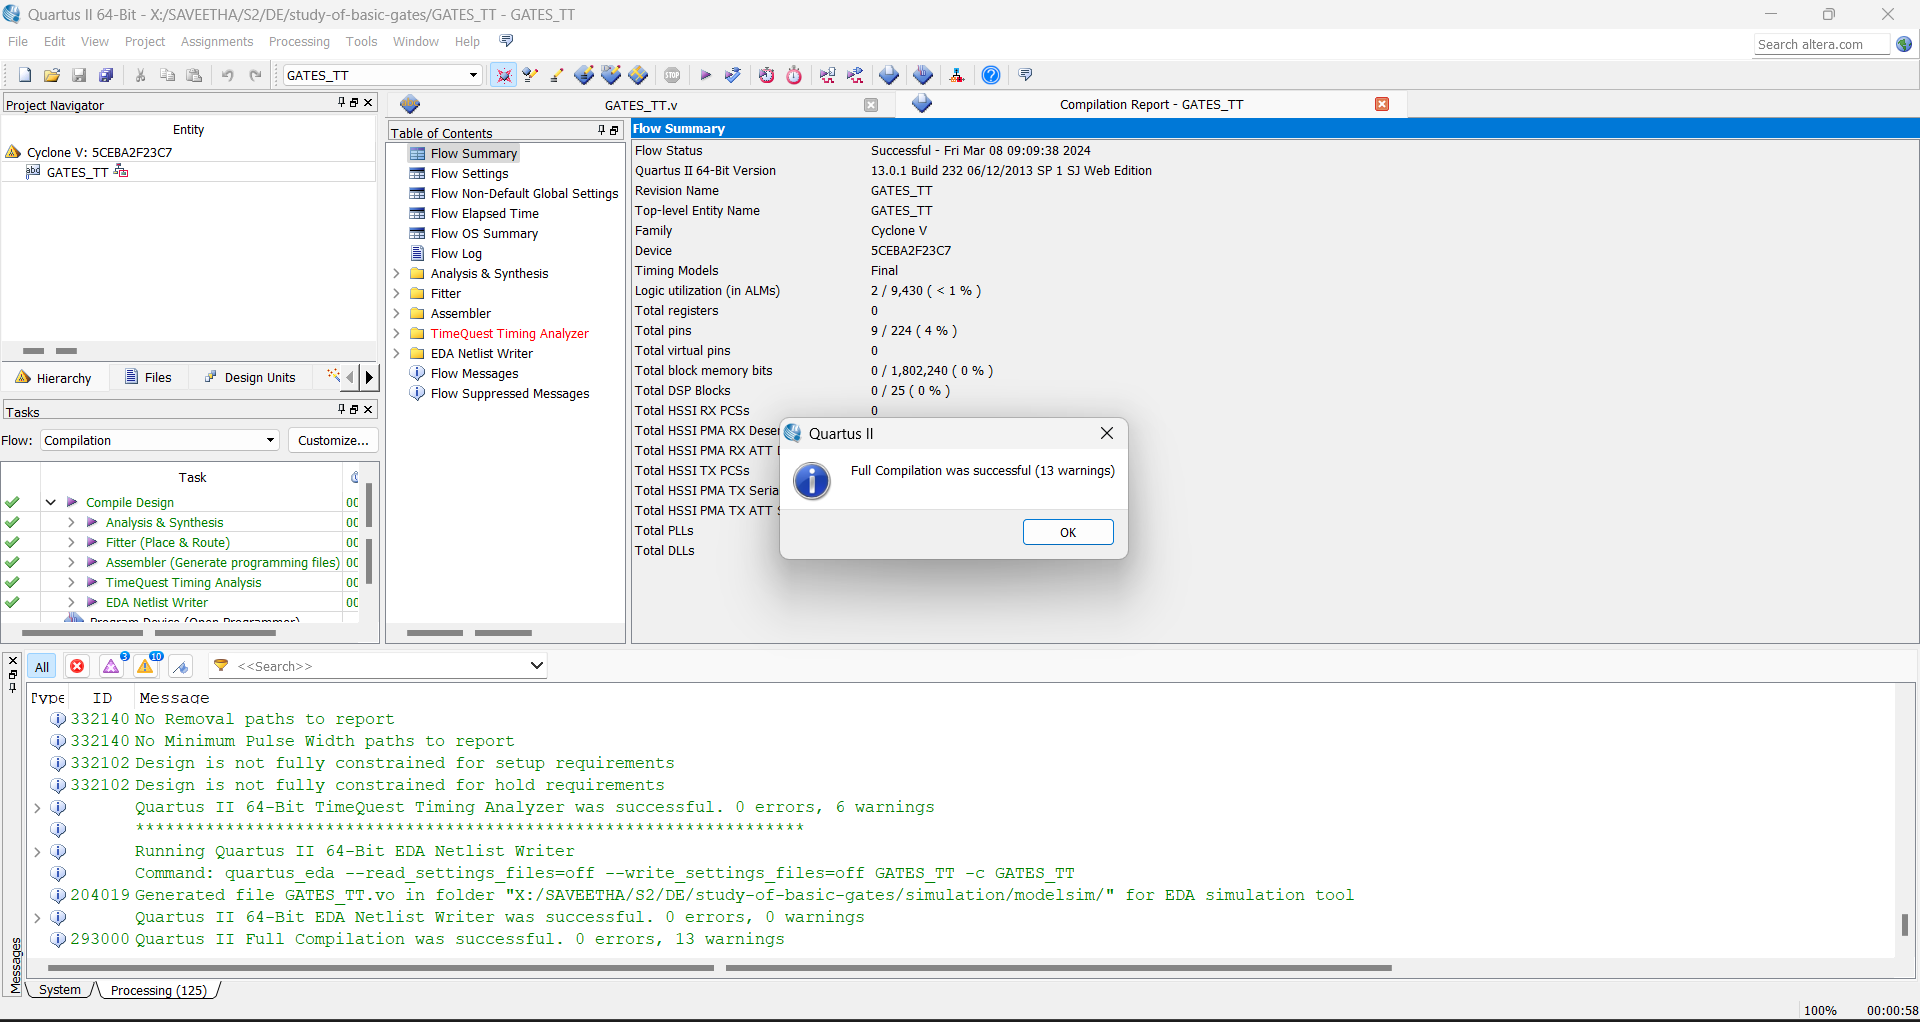 Quartus II 64-Bit - X:/SAVEETHA/S2/DE/study-of-basic-gates/GATES_TT - GATES_TT
File Edit View Project Assignments Processing Tools Window Help
Search altera.com
GATES_TT
STOP
Project Navigator
Entity
Cyclone V: 5CEBA2F23C7
abd GATES_TT
Hierarchy Files Design Units
Tasks
Flow: Compilation Customize...
Task
Compile Design 00
Analysis & Synthesis 00
Fitter (Place & Route) 00
Assembler (Generate programming files) 00
TimeQuest Timing Analysis 00
EDA Netlist Writer 00
Program Device (Open Programmer)
GATES_TT.v
Compilation Report - GATES_TT
Table of Contents
Flow Summary
Flow Settings
Flow Non-Default Global Settings
Flow Elapsed Time
Flow OS Summary
Flow Log
Analysis & Synthesis
Fitter
Assembler
TimeQuest Timing Analyzer
EDA Netlist Writer
Flow Messages
Flow Suppressed Messages
Flow Summary
Flow Status Successful - Fri Mar 08 09:09:38 2024
Quartus II 64-Bit Version 13.0.1 Build 232 06/12/2013 SP 1 SJ Web Edition
Revision Name GATES_TT
Top-level Entity Name GATES_TT
Family Cyclone V
Device 5CEBA2F23C7
Timing Models Final
Logic utilization (in ALMs) 2 / 9,430 ( < 1 % )
Total registers 0
Total pins 9 / 224 ( 4 % )
Total virtual pins 0
Total block memory bits 0 / 1,802,240 ( 0 % )
Total DSP Blocks 0 / 25 ( 0 % )
Total HSSI RX PCSs 0
Total HSSI PMA RX Deser
Total HSSI PMA RX ATT D
Total HSSI TX PCSs
Total HSSI PMA TX Seria
Total HSSI PMA TX ATT S
Total PLLs
Total DLLs
Quartus II
Full Compilation was successful (13 warnings)
OK
All 3 10 <<Search>>
Type ID Message
332140 No Removal paths to report
332140 No Minimum Pulse Width paths to report
332102 Design is not fully constrained for setup requirements
332102 Design is not fully constrained for hold requirements
Quartus II 64-Bit TimeQuest Timing Analyzer was successful. 0 errors, 6 warnings
*******************************************************************
Running Quartus II 64-Bit EDA Netlist Writer
Command: quartus_eda --read_settings_files=off --write_settings_files=off GATES_TT -c GATES_TT
204019 Generated file GATES_TT.vo in folder "X:/SAVEETHA/S2/DE/study-of-basic-gates/simulation/modelsim/" for EDA simulation tool
Quartus II 64-Bit EDA Netlist Writer was successful. 0 errors, 0 warnings
293000 Quartus II Full Compilation was successful. 0 errors, 13 warnings
Messages
System Processing (125)
100% 00:00:58